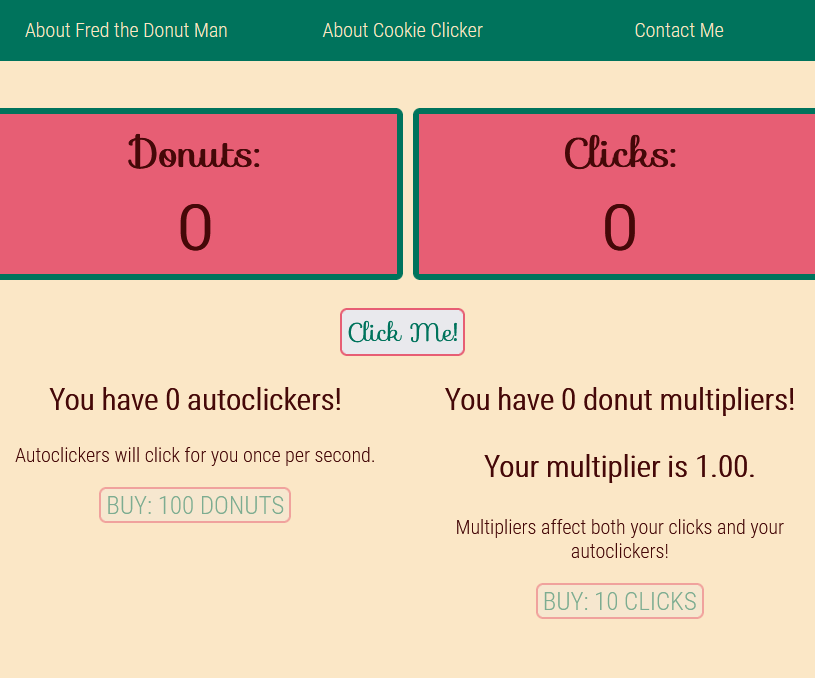 About Fred the Donut Man
About Cookie Clicker
Contact Me
Donuts:
0
Clicks:
0
Click Me!
You have 0 autoclickers!
Autoclickers will click for you once per second.
BUY: 100 DONUTS
You have 0 donut multipliers!
Your multiplier is 1.00.
Multipliers affect both your clicks and your
autoclickers!
BUY: 10 CLICKS